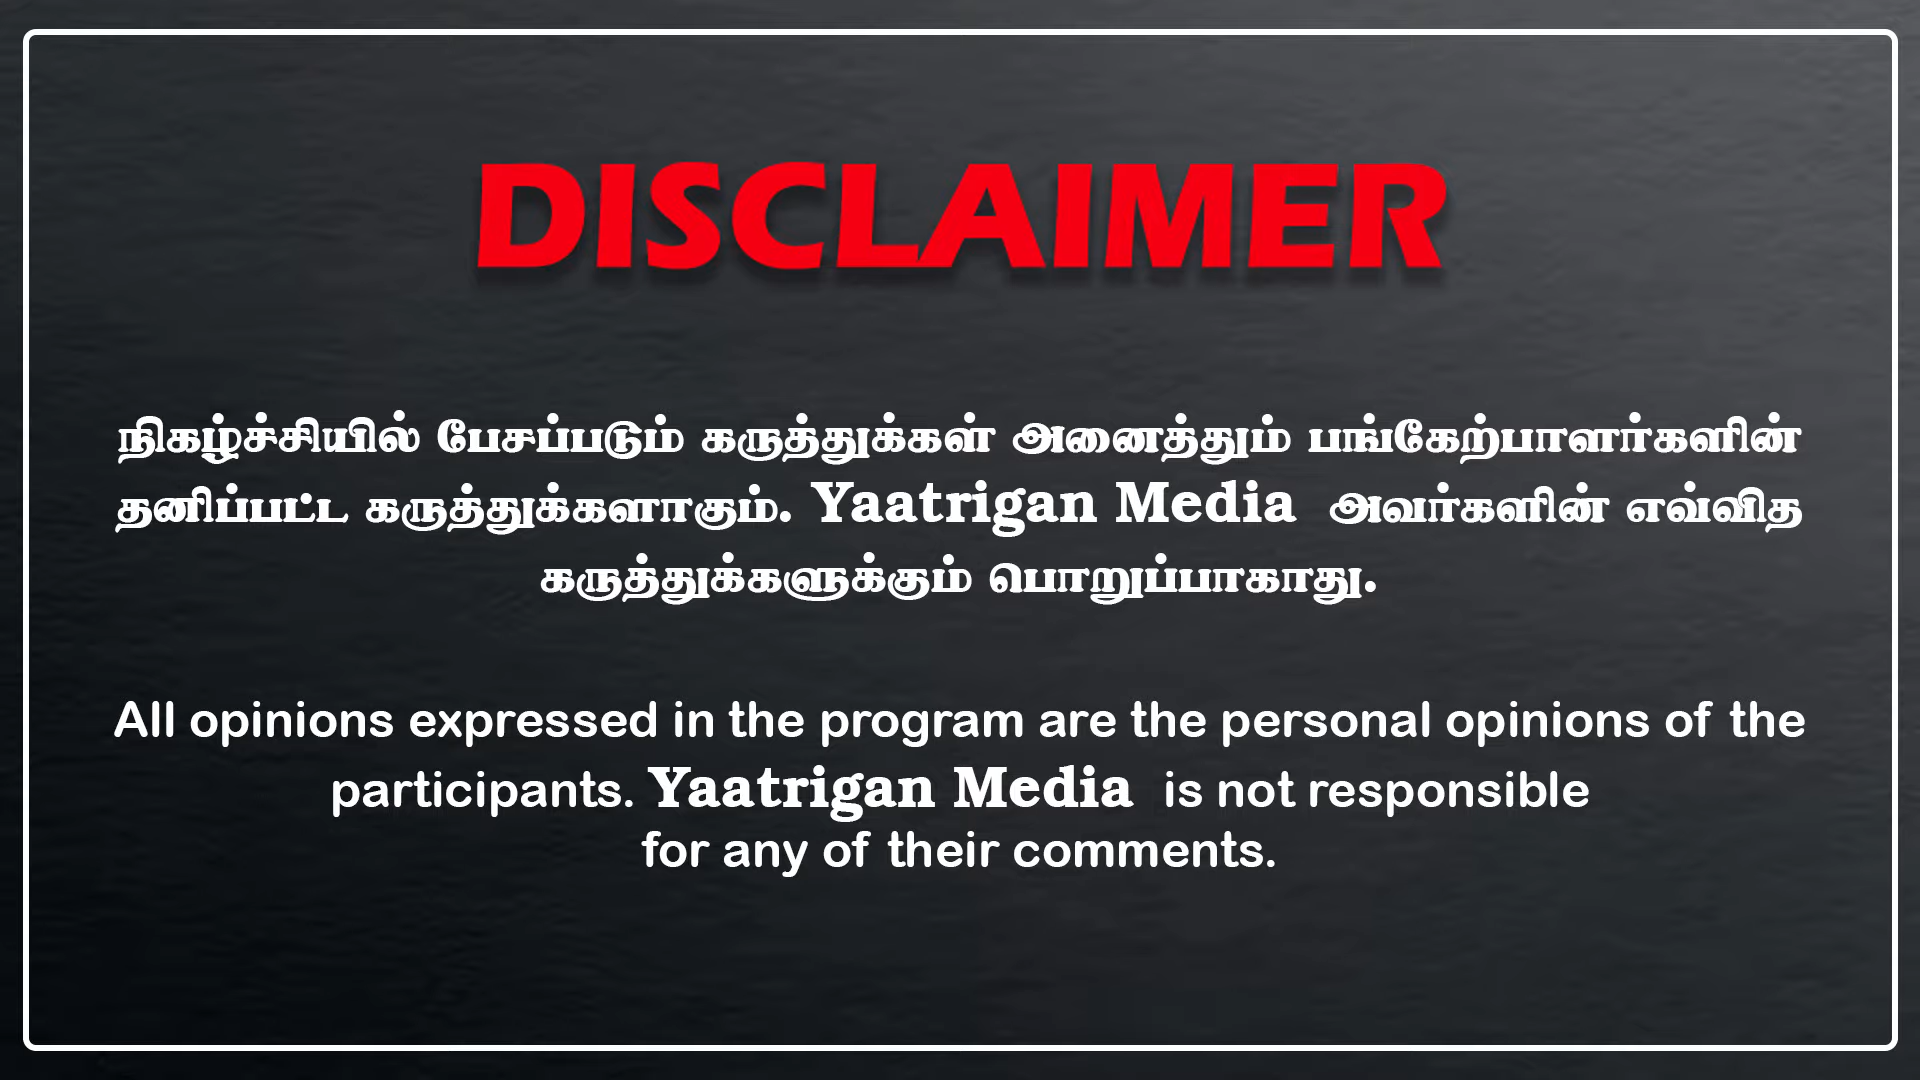 DISCLAIMER
நிகழ்ச்சியில் பேசப்படும் கருத்துக்கள் அனைத்தும் பங்கேற்பாளர்களின்
தனிப்பட்ட கருத்துக்களாகும். Yaatrigan Media அவர்களின் எவ்வித
கருத்துக்களுக்கும் பொறுப்பாகாது.
All opinions expressed in the program are the personal opinions of the
participants. Yaatrigan Media is not responsible
for any of their comments.